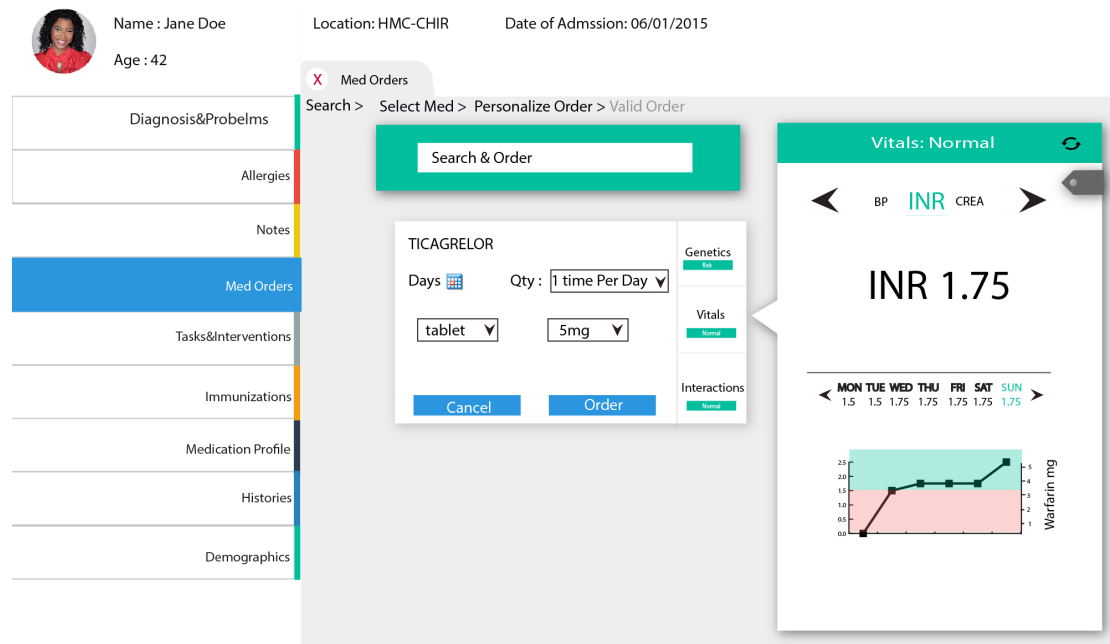 Name : Jane Doe
Age : 42
Location: HMC-CHIR
Date of Admssion: 06/01/2015
Diagnosis&Probelms
Allergies
Notes
Med Orders
Tasks&Interventions
Immunizations
Medication Profile
Histories
Demographics
X Med Orders
Search > Select Med > Personalize Order > Valid Order
Search & Order
TICAGRELOR
Days Qty : 1 time Per Day
tablet 5mg
Cancel Order
Genetics
Risk
Vitals
Normal
Interactions
Normal
Vitals: Normal
BP INR CREA
INR 1.75
MON TUE WED THU FRI SAT SUN
1.5 1.5 1.75 1.75 1.75 1.75 1.75
2.5
2.0
1.5
1.0
0.5
0.0
5
4
3
2
1
Warfarin mg